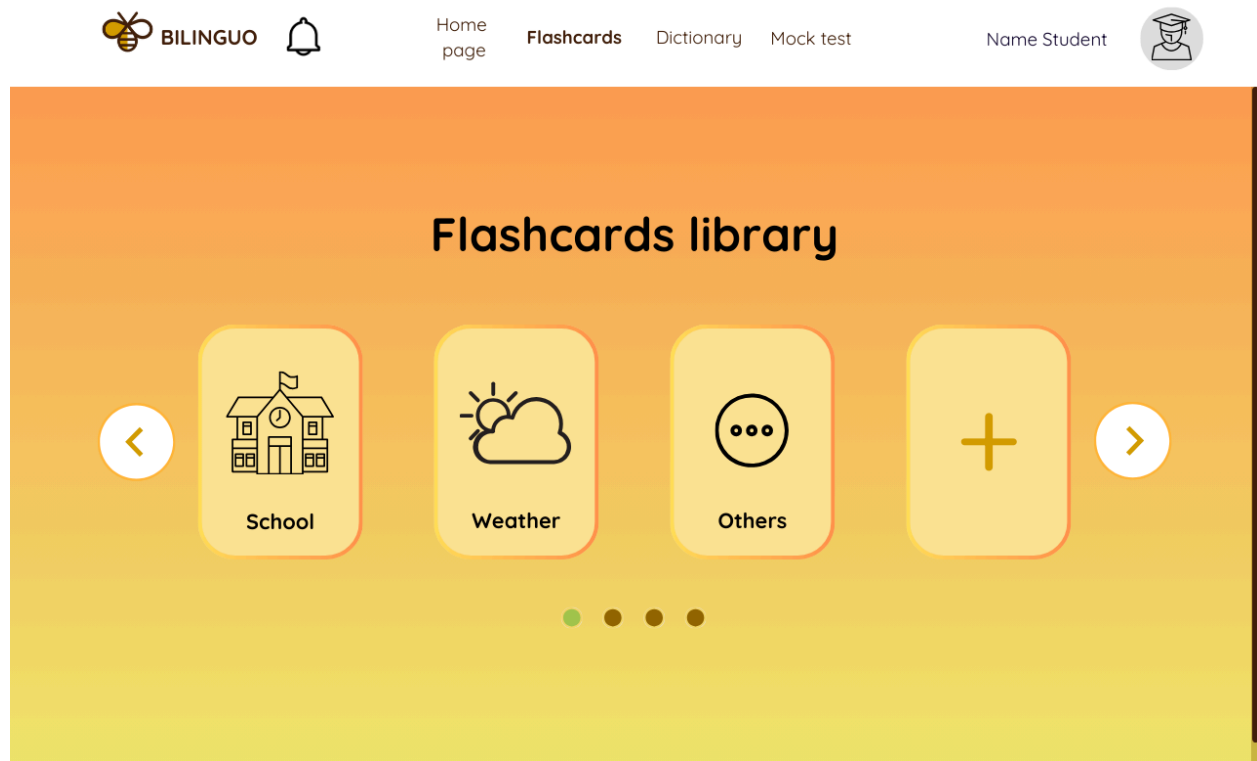 BILINGUO
Home
page
Flashcards
Dictionary
Mock test
Name Student
Flashcards library
School
Weather
Others